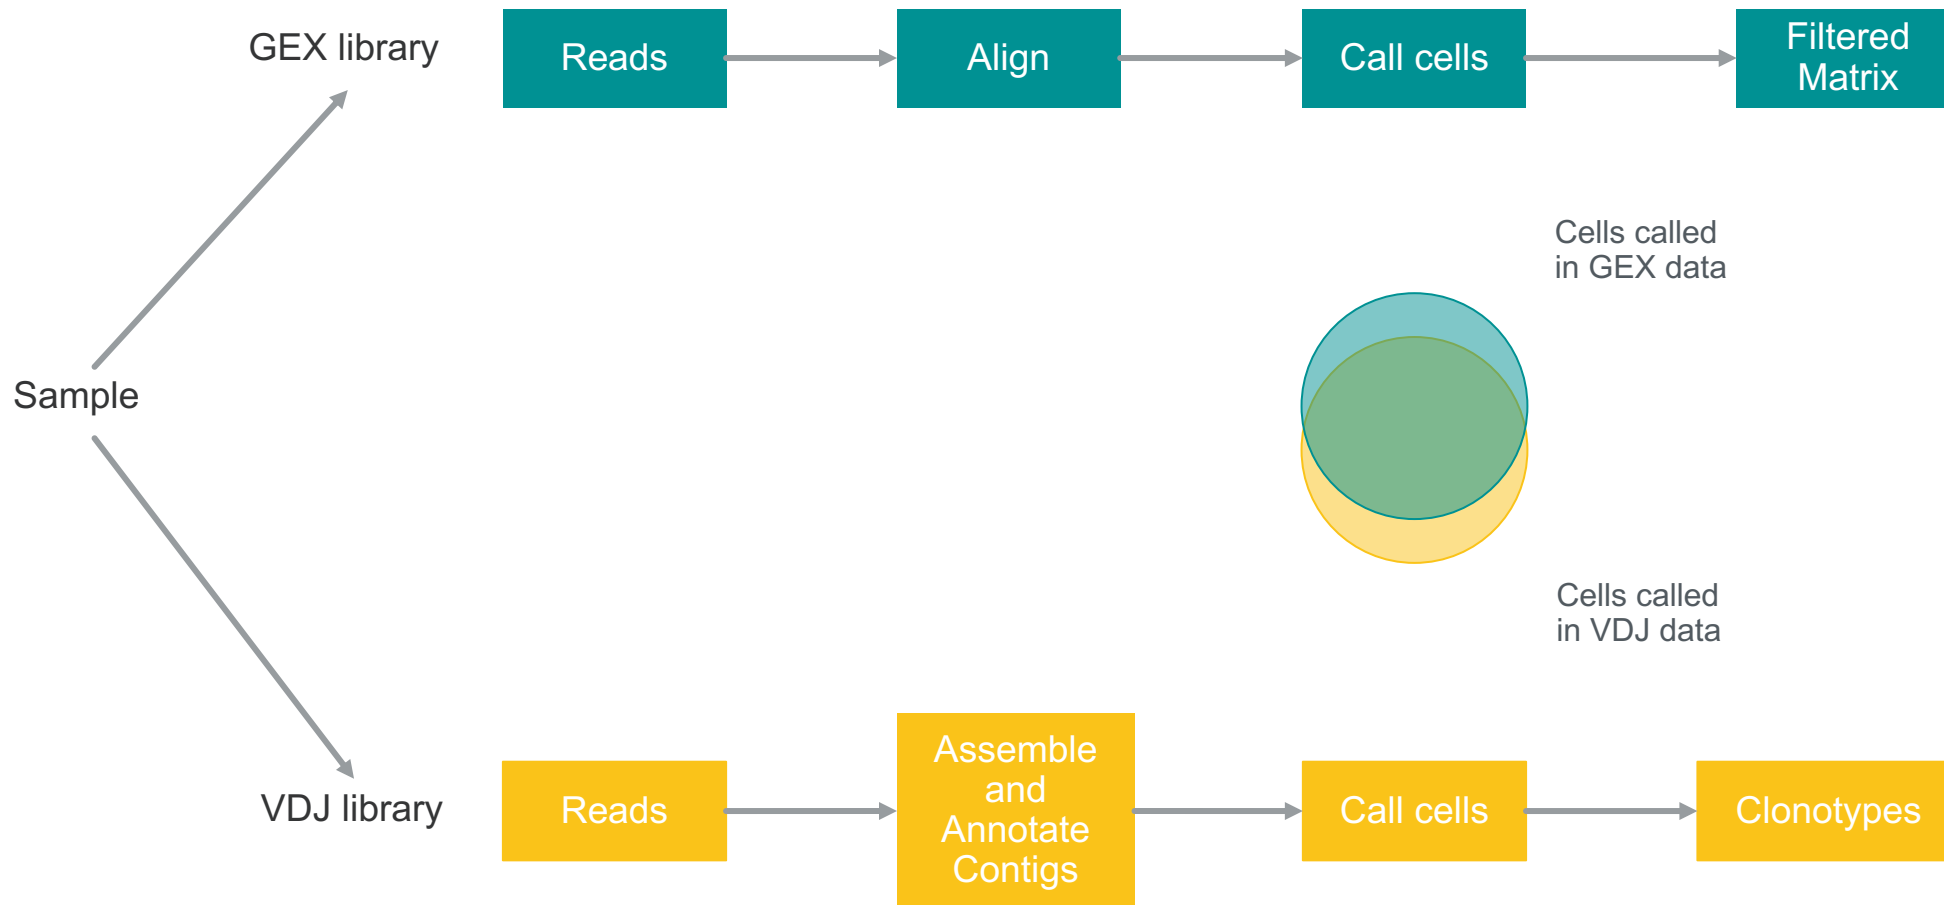 GEX library
Reads
Align
Call cells
Filtered
Matrix
Cells called
in GEX data
Sample
Cells called
in VDJ data
VDJ library
Reads
Assemble
and
Annotate
Contigs
Call cells
Clonotypes